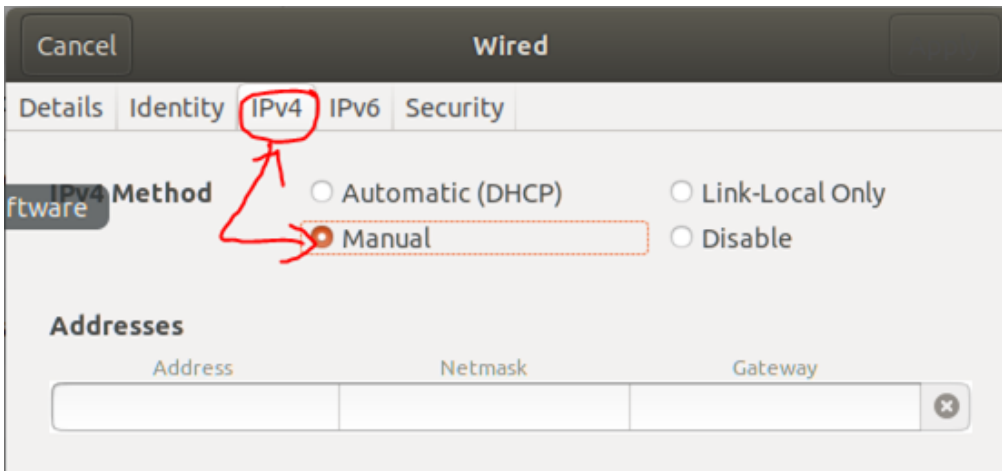 Cancel Wired
Details Identity IPv4 IPv6 Security
IPv4 Method Automatic (DHCP) Link-Local Only
ftware Manual Disable
Addresses
Address Netmask Gateway